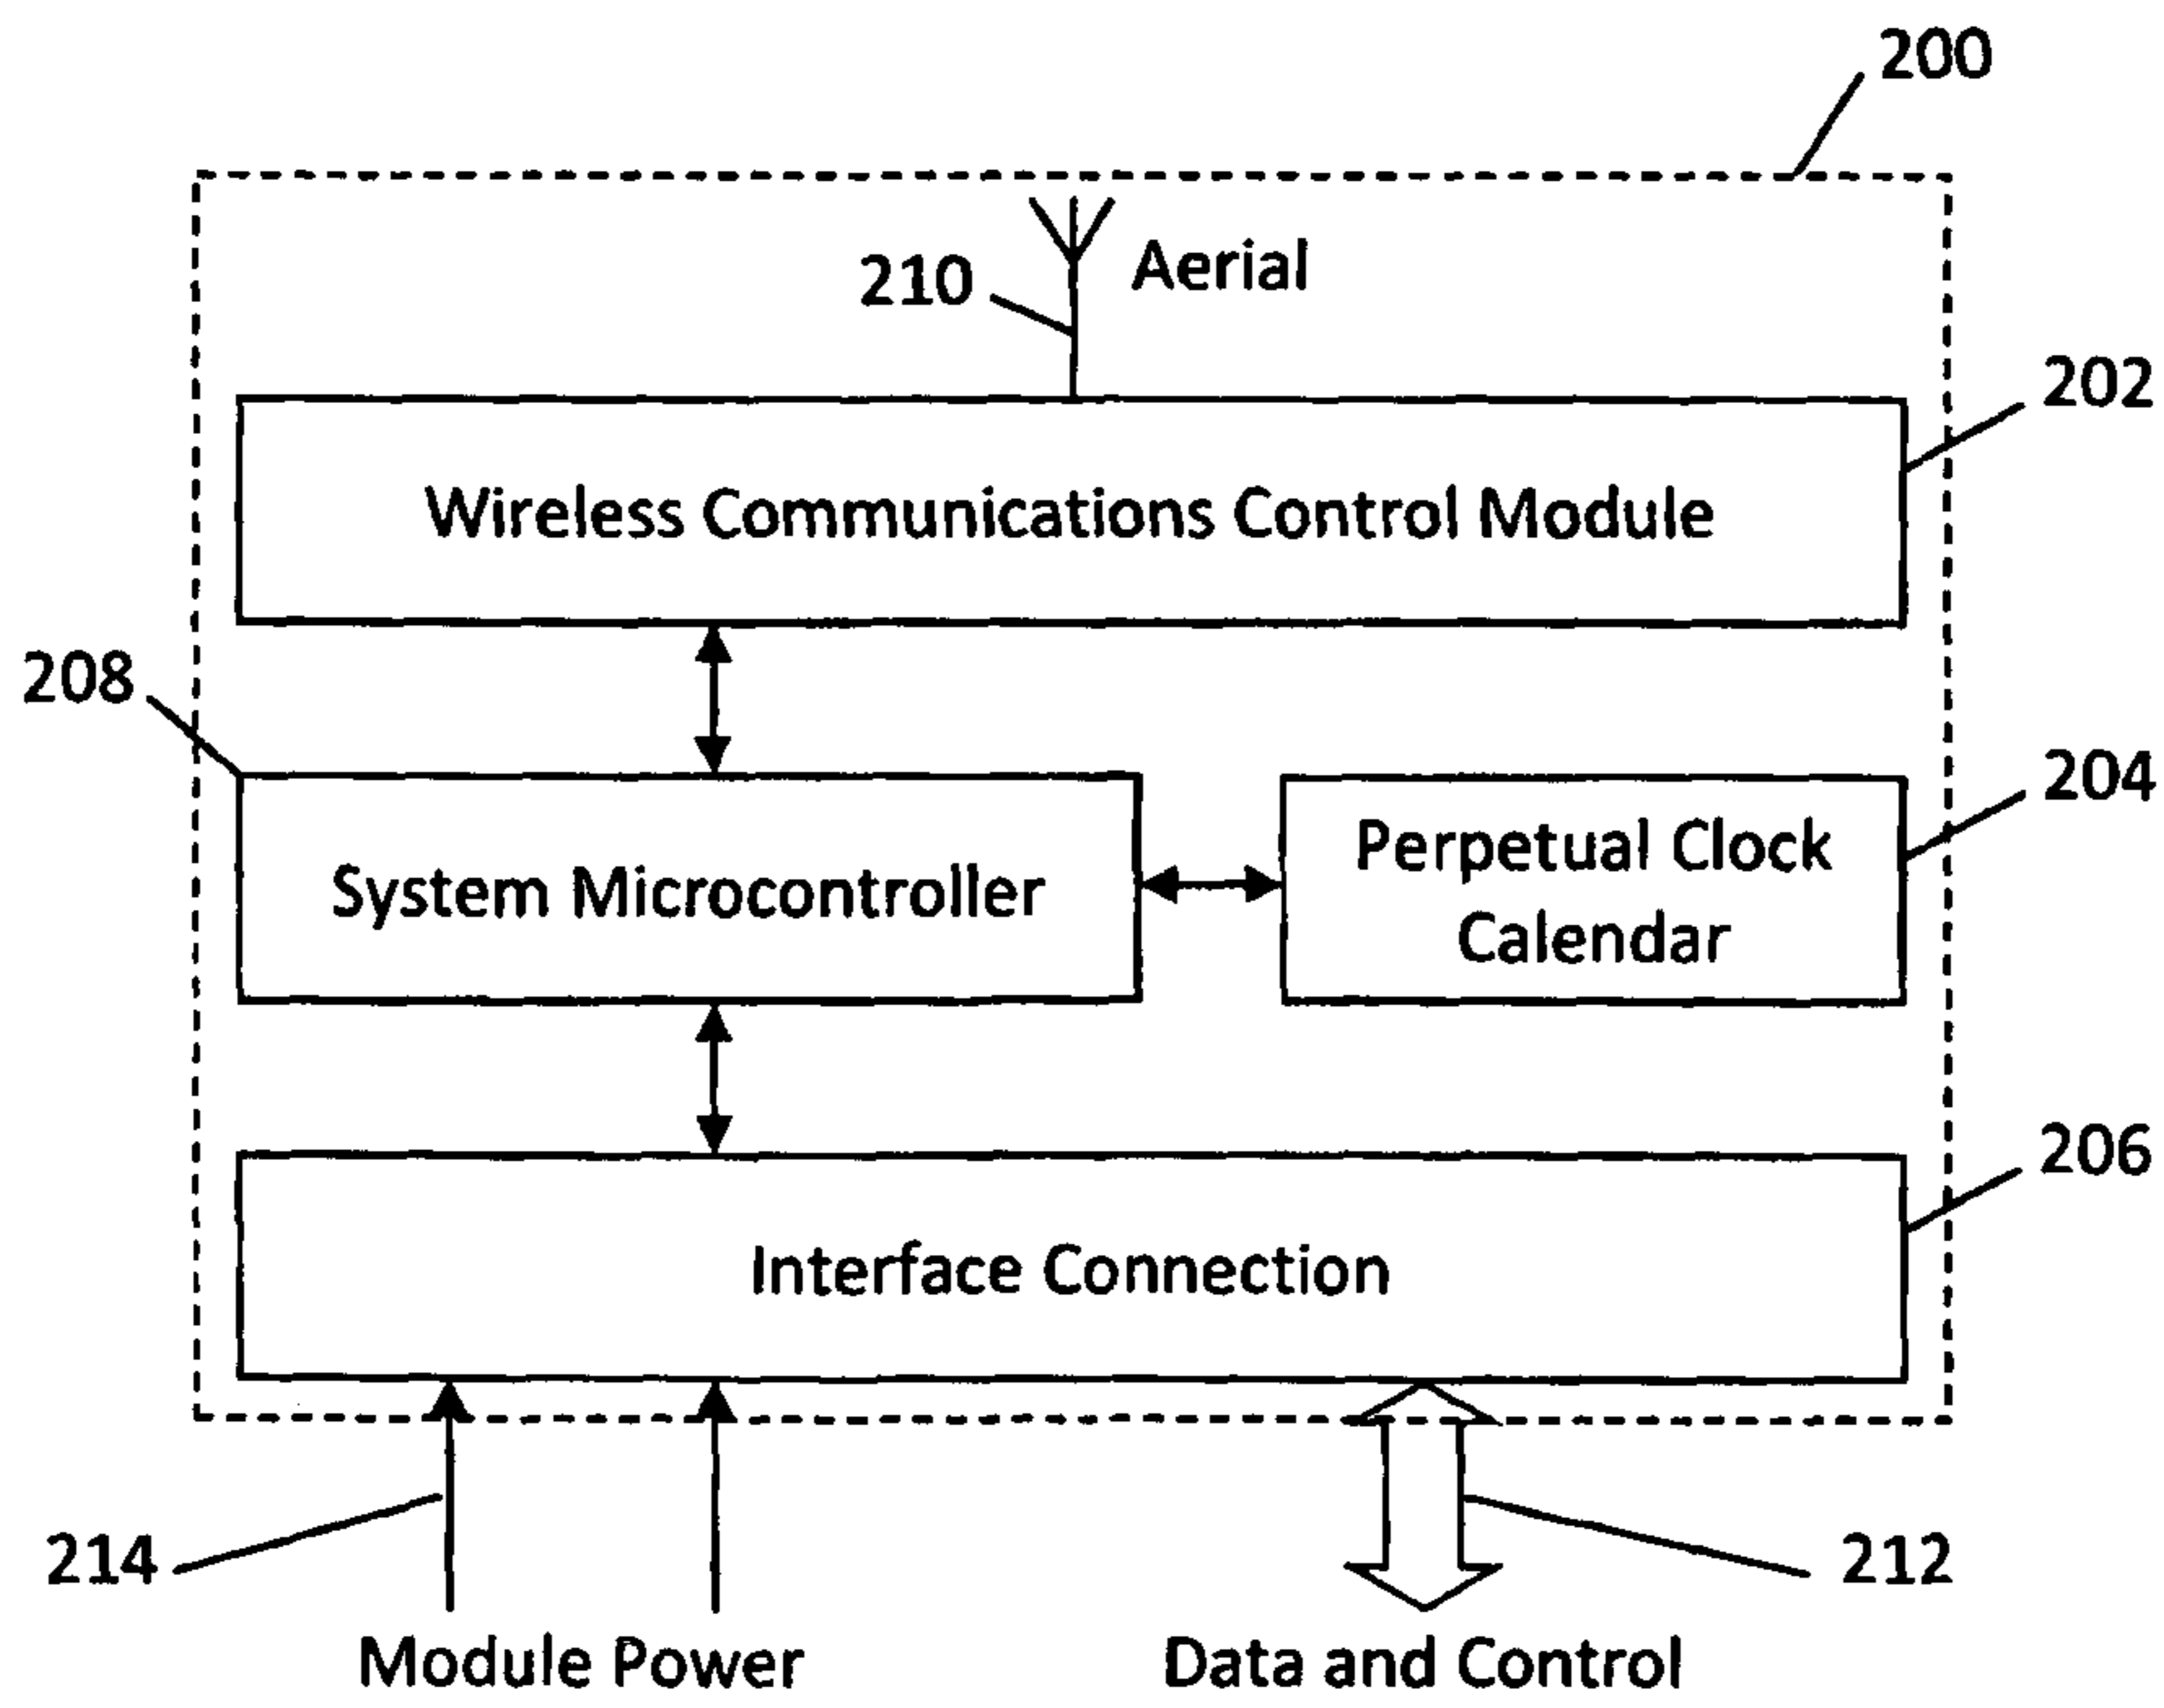 200
210
Aerial
202
Wireless Communications Control Module
208
204
System Microcontroller
Perpetual Clock
Calendar
206
Interface Connection
214
212
Module Power
Data and Control